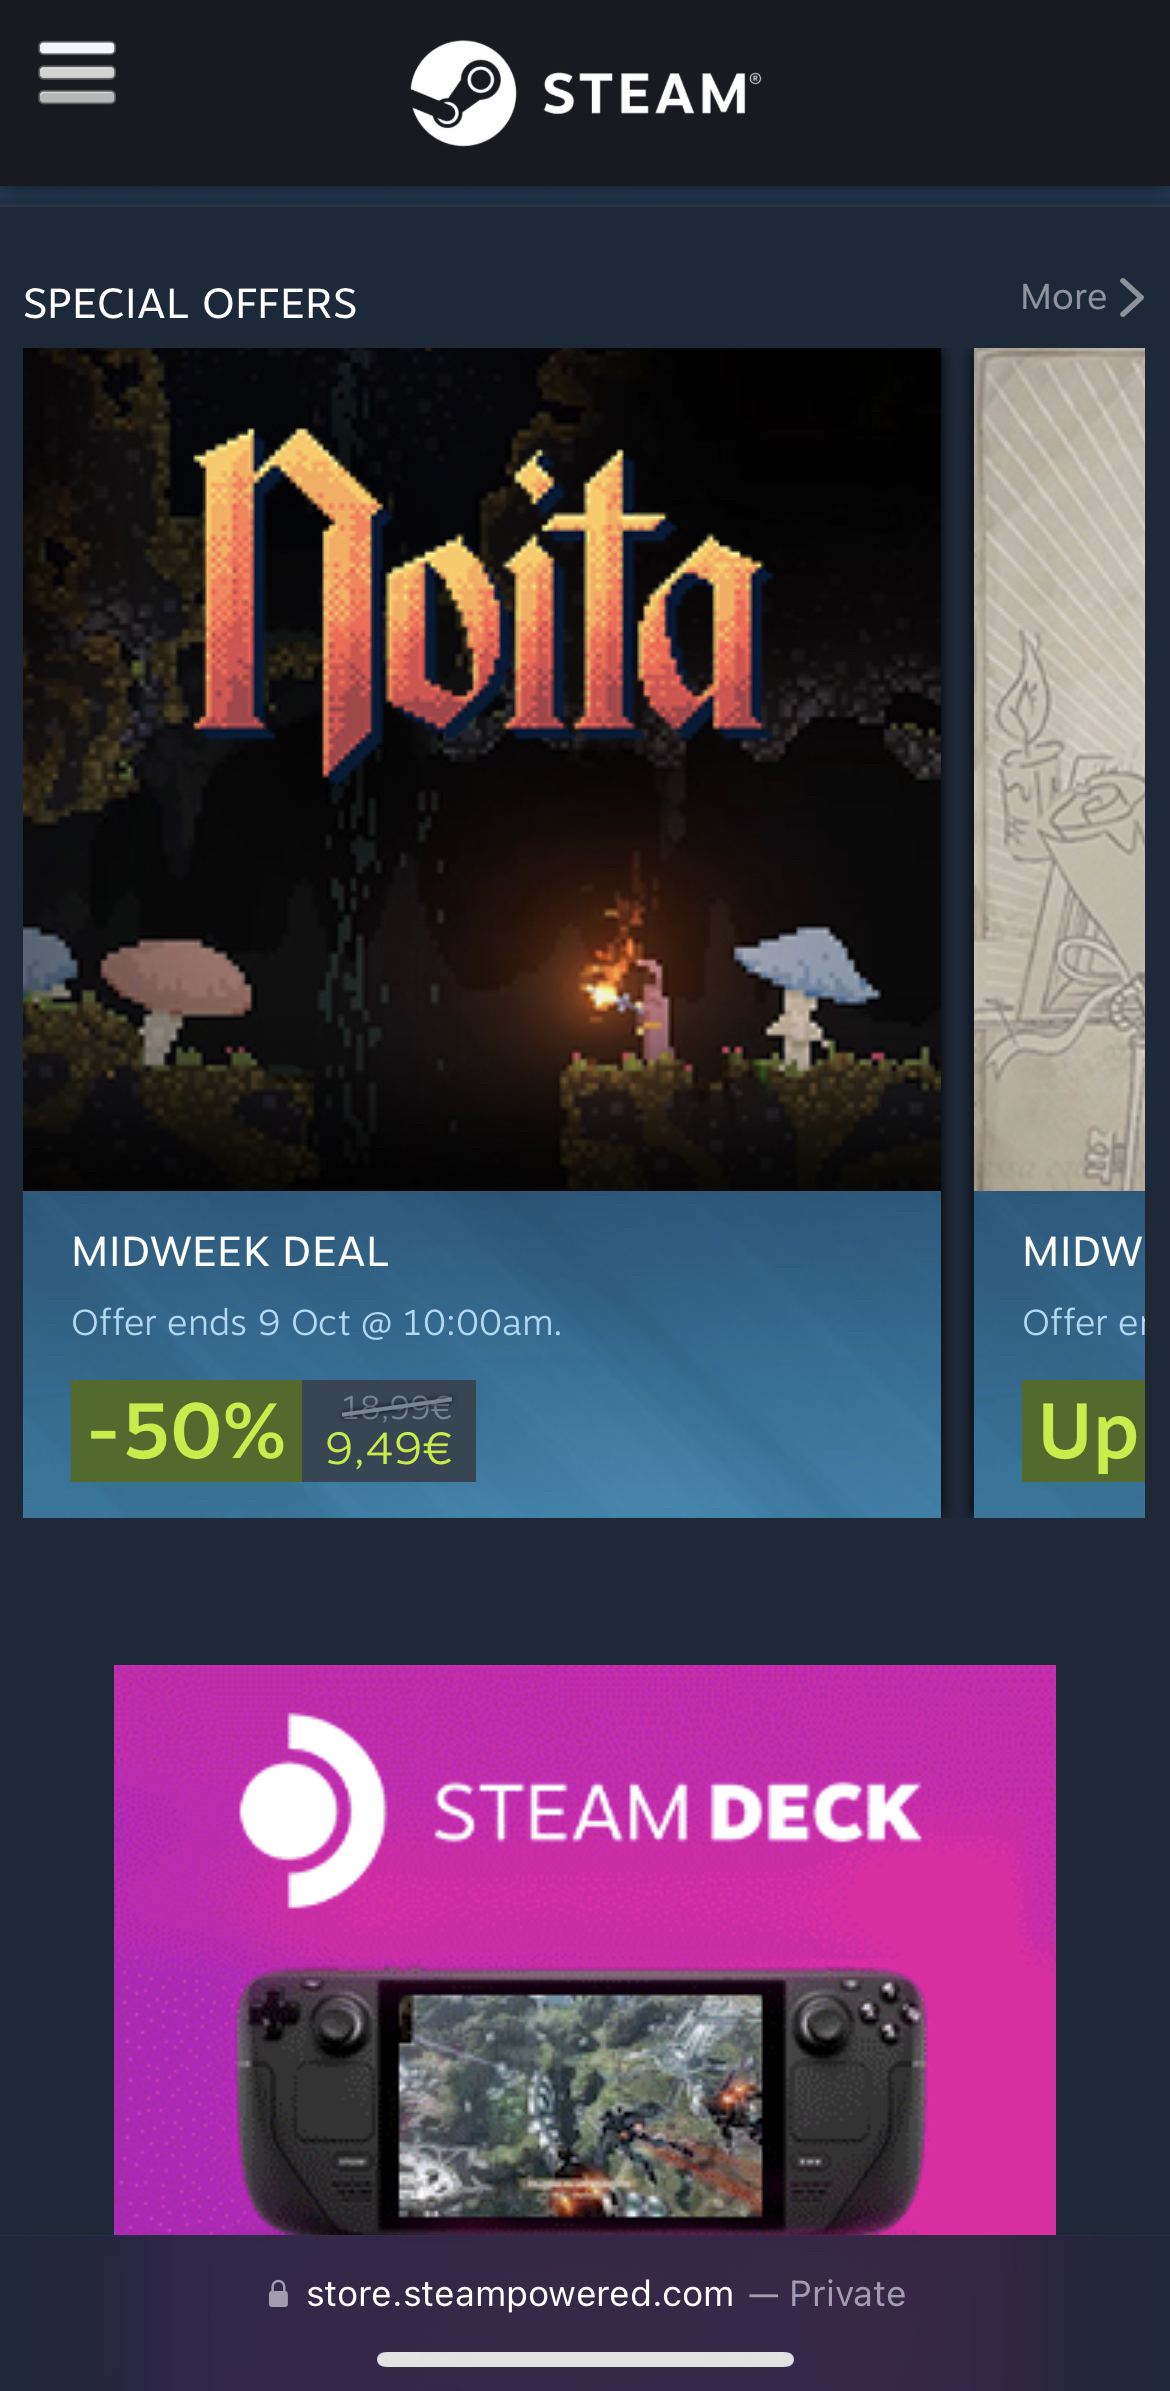 STEAM®
SPECIAL OFFERS
More
Noita
MIDWEEK DEAL
Offer ends 9 Oct @ 10:00am.
-50%
18,99€
9,49€
MIDW
Offer er
Up
STEAM DECK
store.steampowered.com — Private